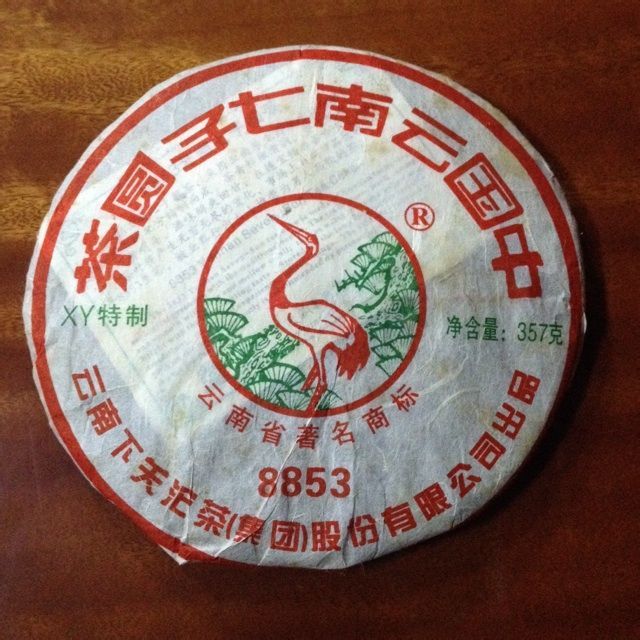 中国云南七子圆茶
®
XY特制
净含量：357克
云南省著名商标
8853
云南下关沱茶(集团)股份有限公司出品